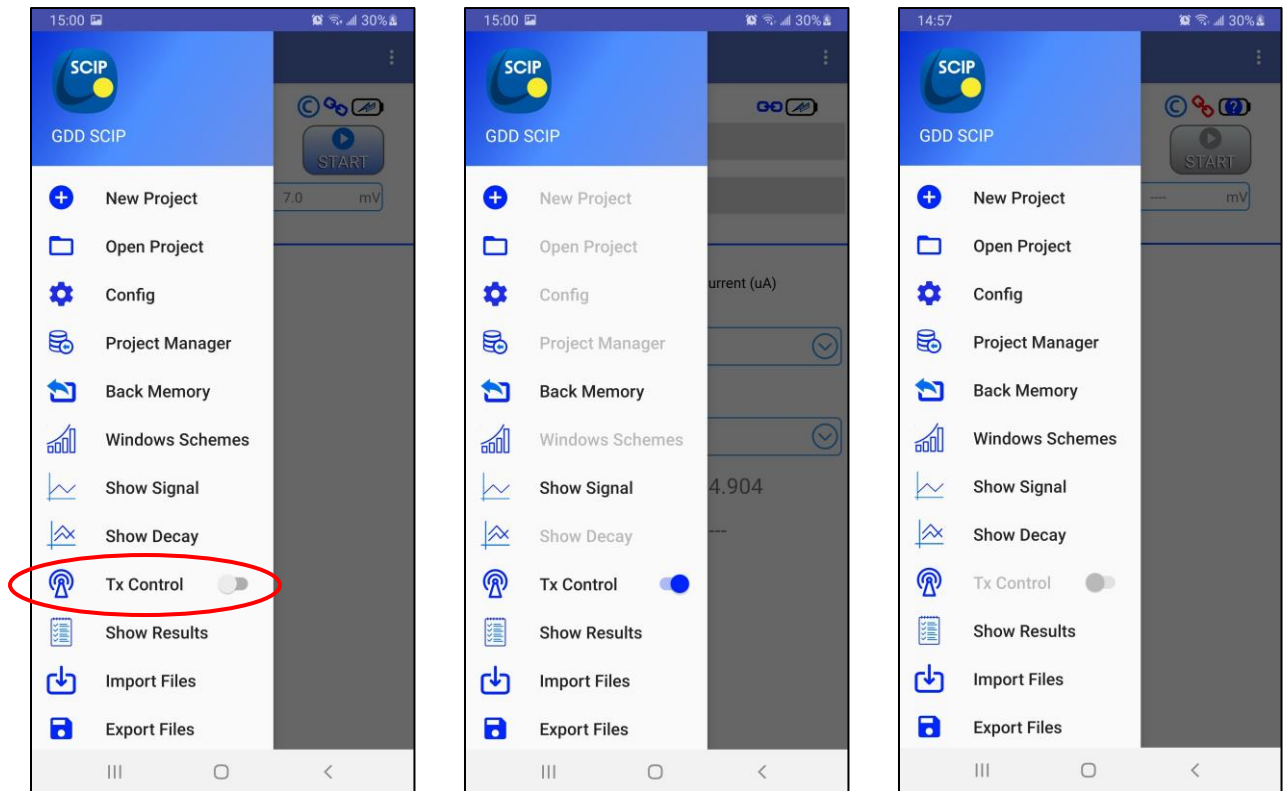 15:00 30%
SCIP
GDD SCIP
START
7.0 mV
New Project
Open Project
Config
Project Manager
Back Memory
Windows Schemes
Show Signal
Show Decay
Tx Control
Show Results
Import Files
Export Files
15:00 30%
SCIP
GDD SCIP
New Project
Open Project
Config
urrent (uA)
Project Manager
Back Memory
Windows Schemes
Show Signal
4.904
Show Decay
---
Tx Control
Show Results
Import Files
Export Files
14:57 30%
SCIP
GDD SCIP
START
---- mV
New Project
Open Project
Config
Project Manager
Back Memory
Windows Schemes
Show Signal
Show Decay
Tx Control
Show Results
Import Files
Export Files